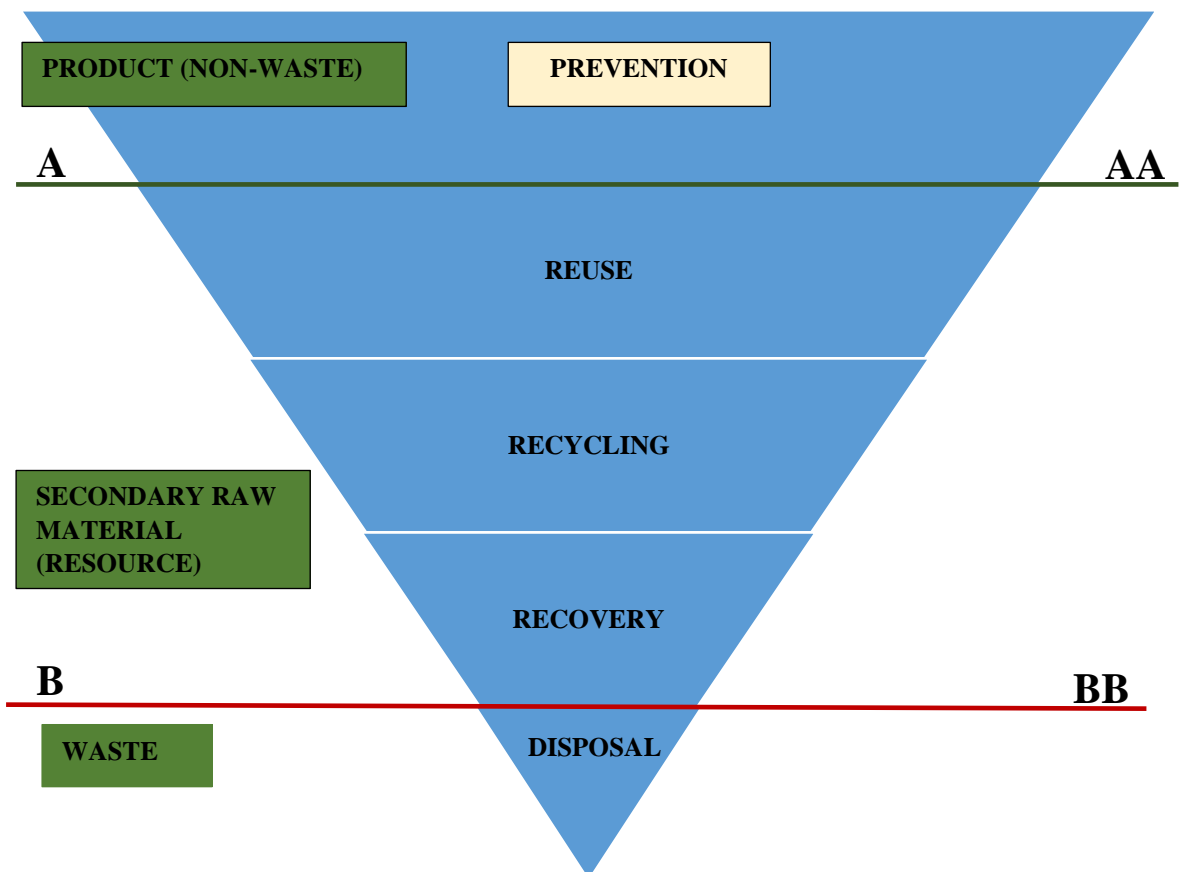 PRODUCT (NON-WASTE)
PREVENTION
A
AA
REUSE
RECYCLING
SECONDARY RAW
MATERIAL
(RESOURCE)
RECOVERY
B
BB
WASTE
DISPOSAL